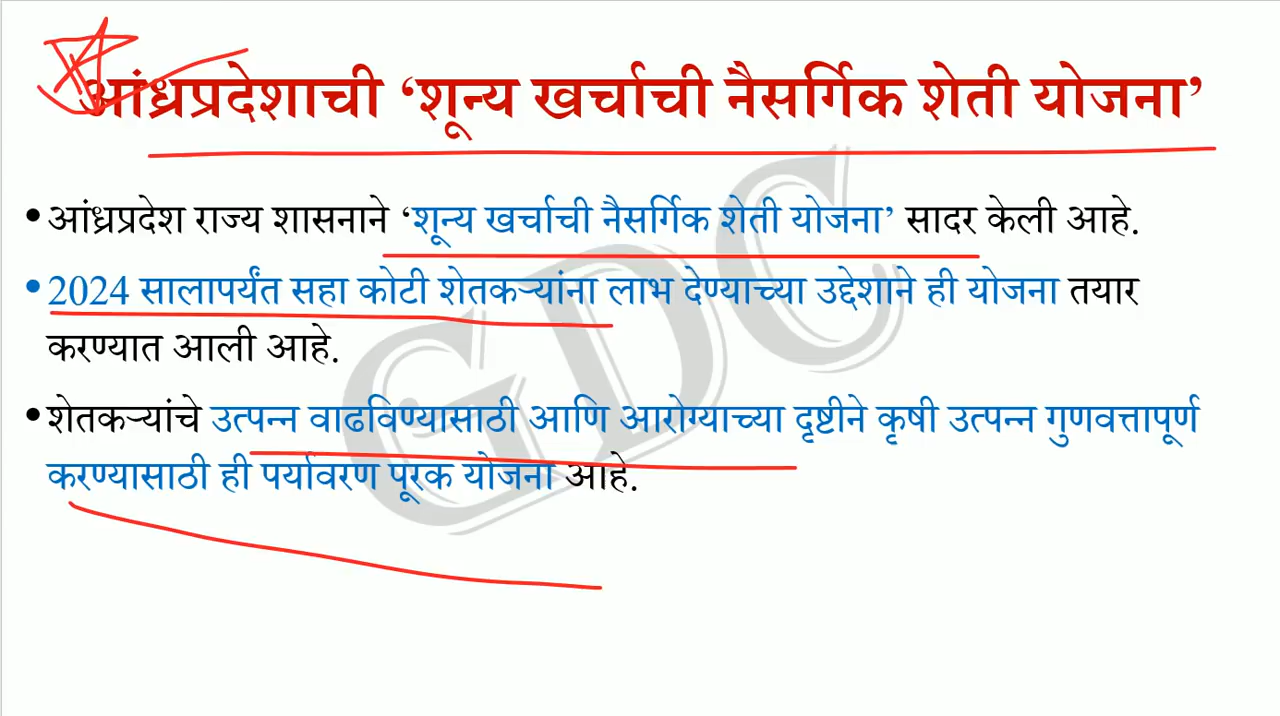 आंध्रप्रदेशाची ‘शून्य खर्चाची नैसर्गिक शेती योजना’
•आंध्रप्रदेश राज्य शासनाने ‘शून्य खर्चाची नैसर्गिक शेती योजना’ सादर केली आहे.
•2024 सालापर्यंत सहा कोटी शेतकऱ्यांना लाभ देण्याच्या उद्देशाने ही योजना तयार
करण्यात आली आहे.
•शेतकऱ्यांचे उत्पन्न वाढविण्यासाठी आणि आरोग्याच्या दृष्टीने कृषी उत्पन्न गुणवत्तापूर्ण
करण्यासाठी ही पर्यावरण पूरक योजना आहे.
GDC